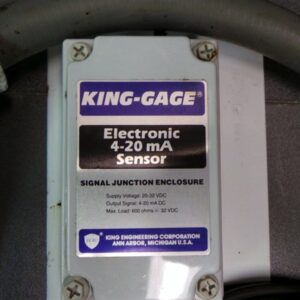 KING-GAGE®
Electronic
4-20 mA
Sensor
SIGNAL JUNCTION ENCLOSURE
Supply Voltage: 20-32 VDC
Output Signal: 4-20 mA DC
Max. Load: 600 ohms
32 VDC
KING ENGINEERING CORPORATION
ANN ARBOR, MICHIGAN U.S.A.